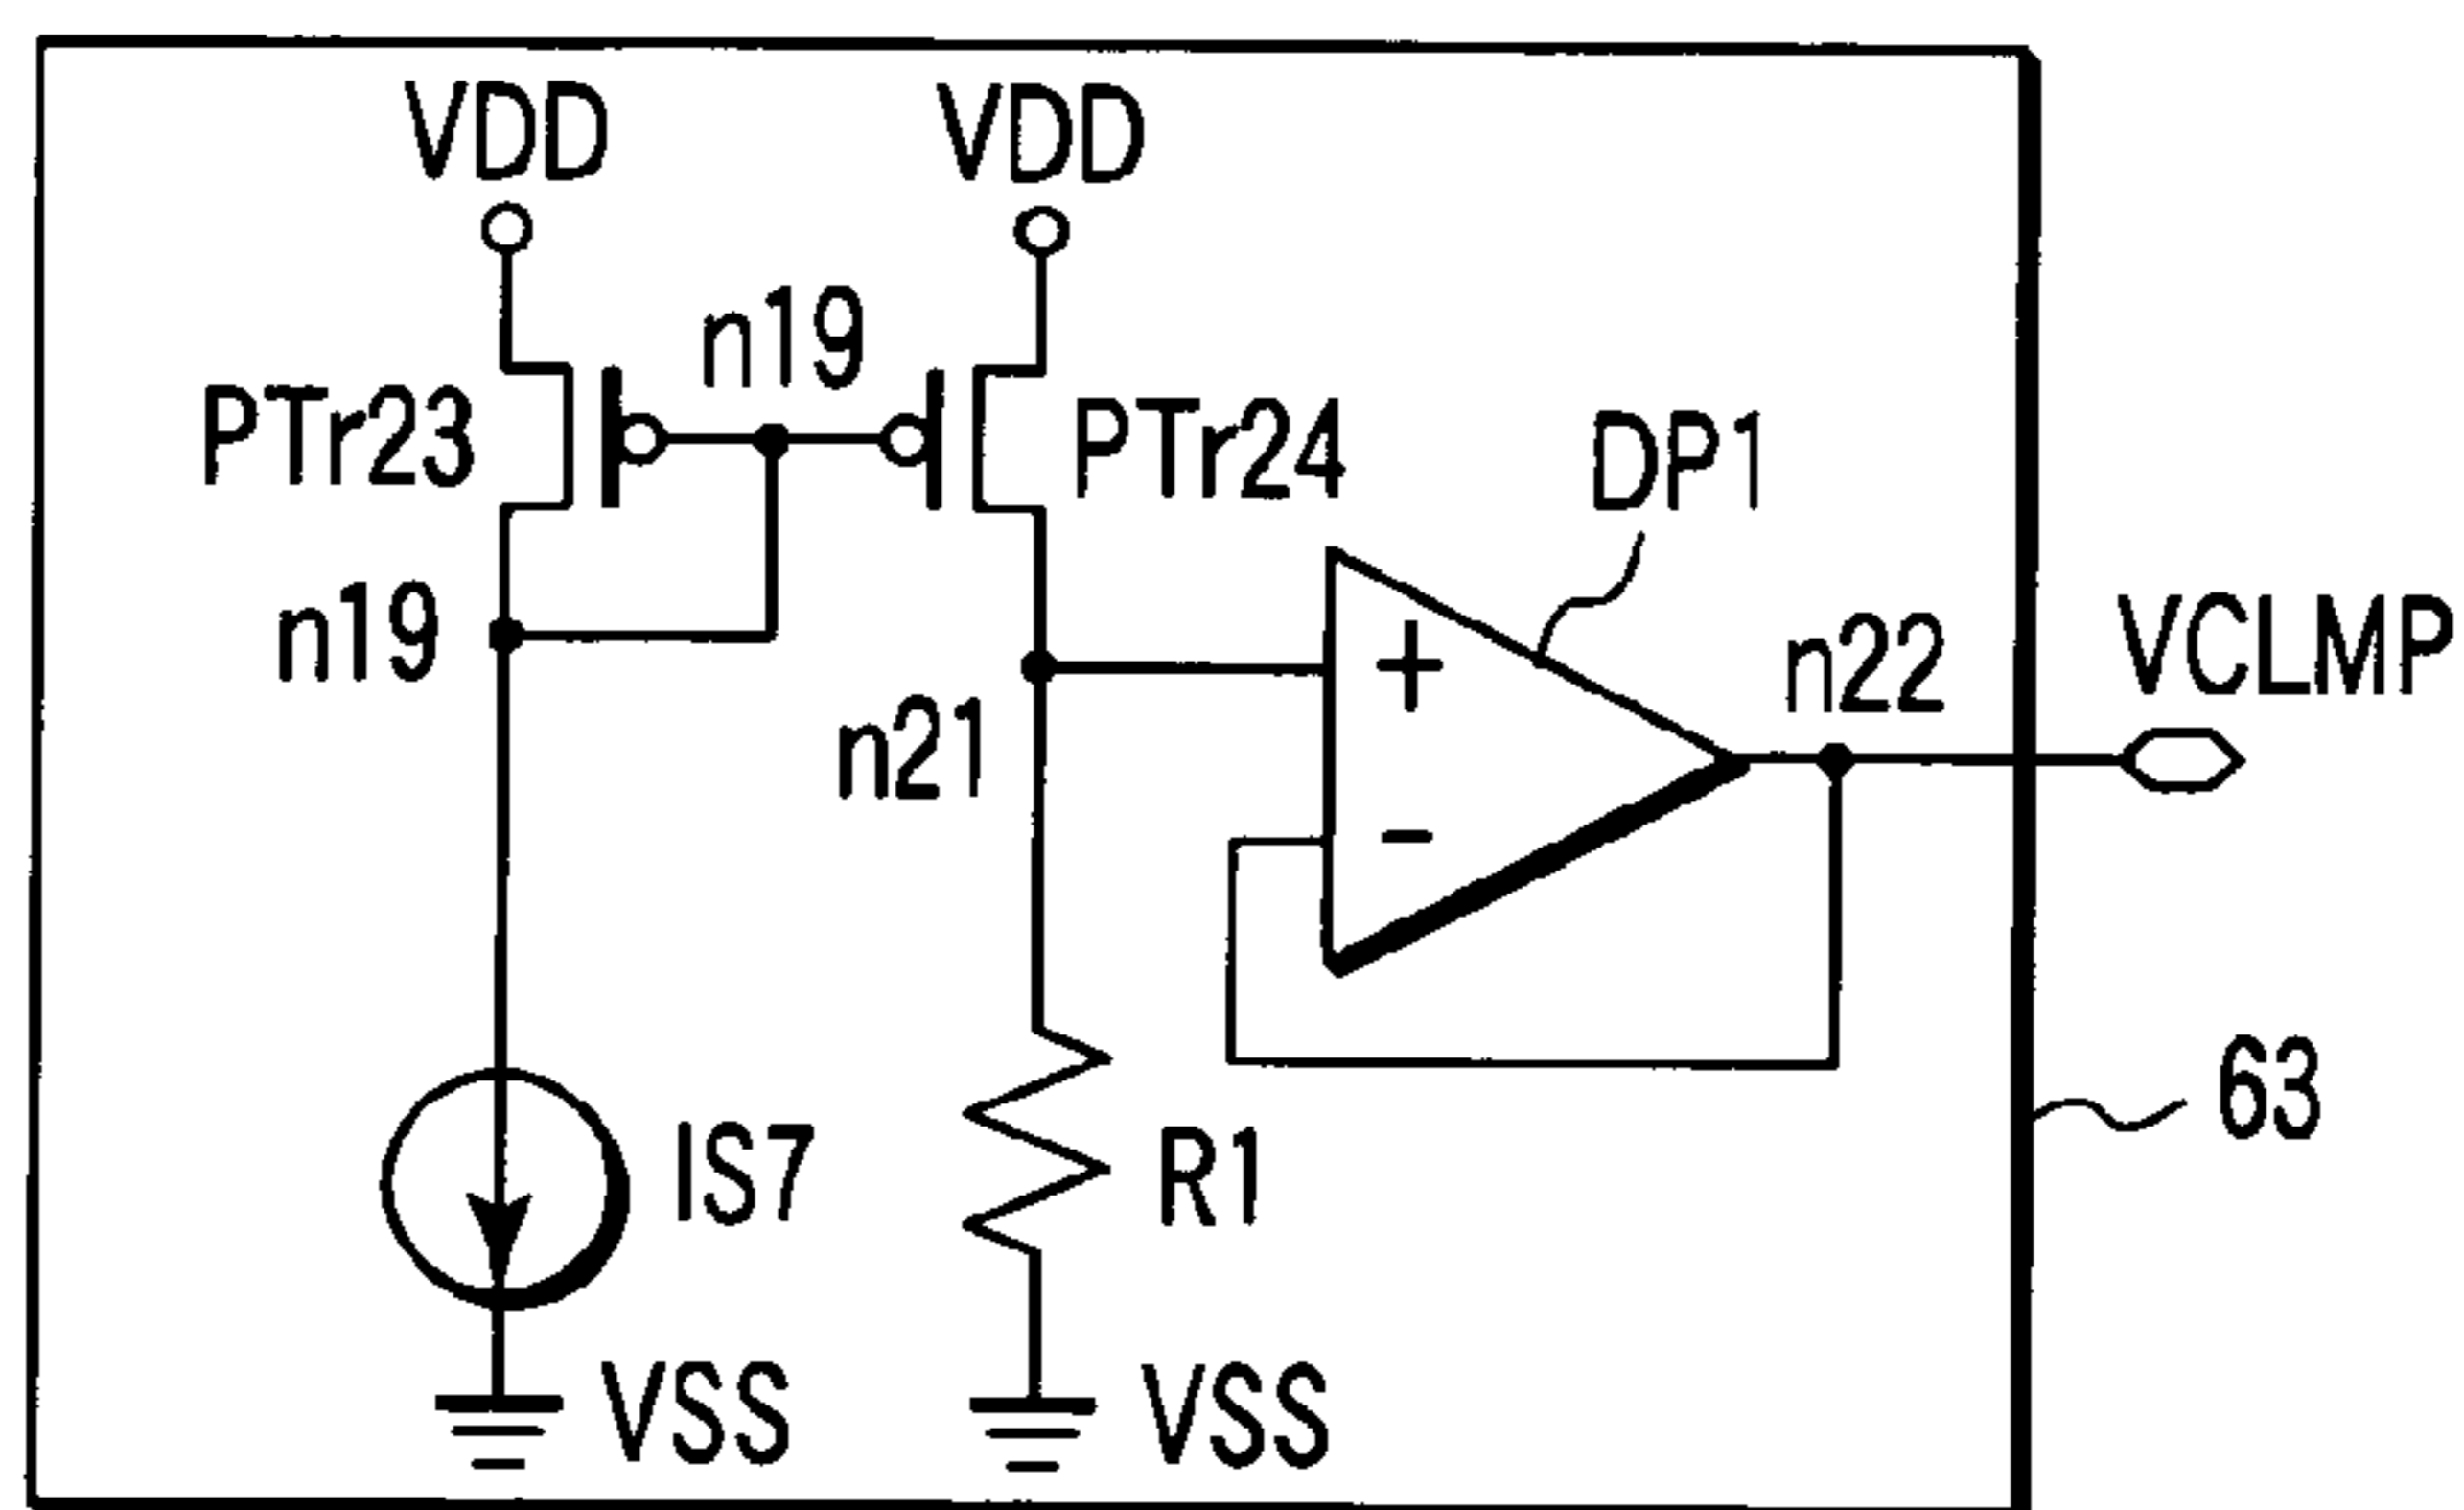 VDD
VDD
n19
PTr23
PTr24
DP1
n19
n21
+
-
n22
VCLMP
IS7
R1
63
VSS
VSS